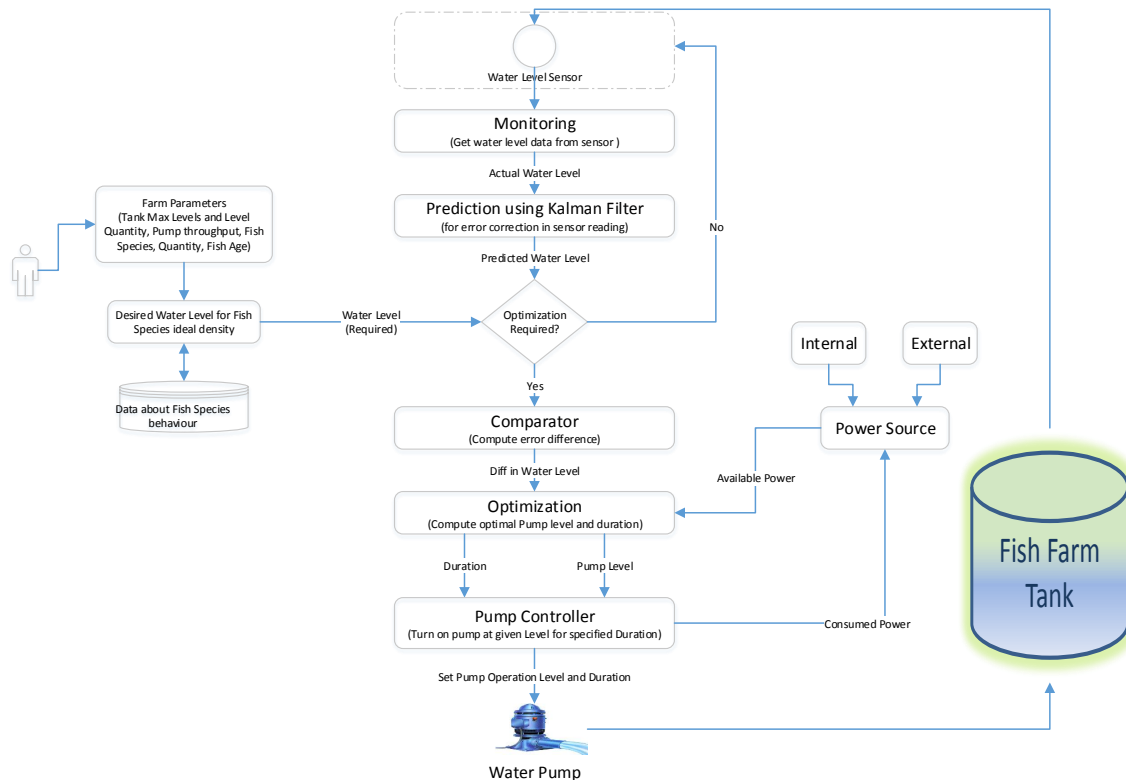 Water Level Sensor
Monitoring
(Get water level data from sensor )
Actual Water Level
Prediction using Kalman Filter
(for error correction in sensor reading)
No
Predicted Water Level
Farm Parameters
(Tank Max Levels and Level
Quantity, Pump throughput, Fish
Species, Quantity, Fish Age)
Desired Water Level for Fish
Species ideal density
Water Level
(Required)
Optimization
Required?
Data about Fish Species
behaviour
Yes
Internal
External
Power Source
Comparator
(Compute error difference)
Diff in Water Level
Available Power
Optimization
(Compute optimal Pump level and duration)
Duration
Pump Level
Pump Controller
(Turn on pump at given Level for specified Duration)
Consumed Power
Fish Farm
Tank
Set Pump Operation Level and Duration
Water Pump